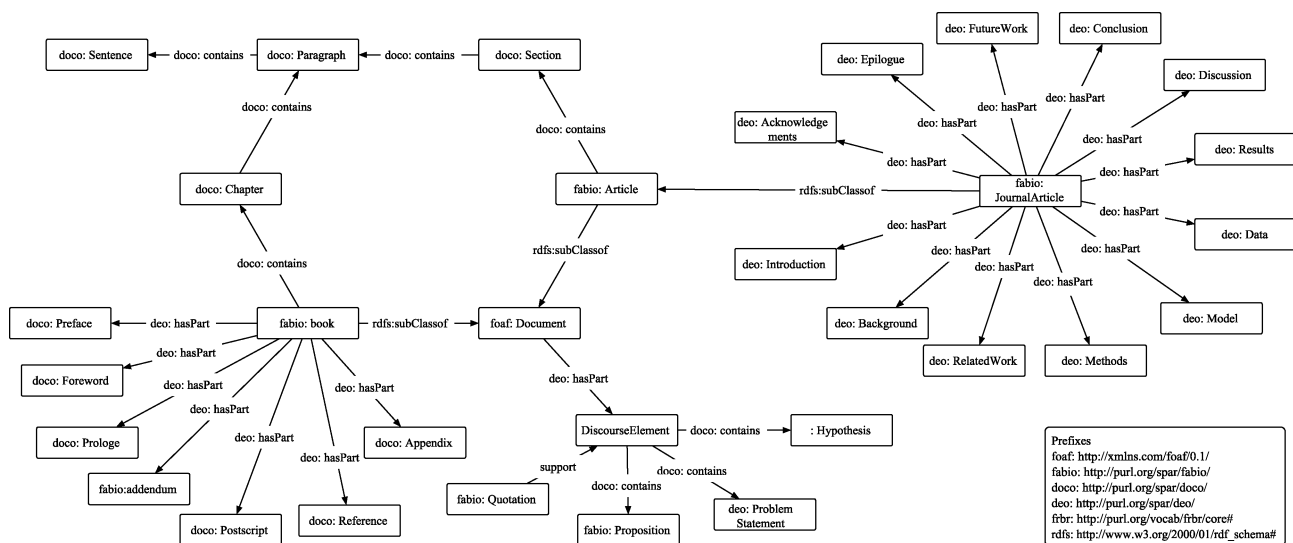 deo: FutureWork
deo: Conclusion
doco: Sentence
doco: contains
doco: Paragraph
doco: contains
doco: Section
deo: Epilogue
deo: Discussion
deo: hasPart
deo: hasPart
doco: contains
deo: hasPart
deo: Acknowledge
ments
doco: contains
deo: hasPart
deo: Results
deo: hasPart
deo: hasPart
doco: Chapter
fabio: Article
rdfs:subClassof
fabio:
JournalArticle
deo: hasPart
deo: Data
rdfs:subClassof
deo: hasPart
deo: hasPart
deo: hasPart
deo: Introduction
doco: contains
deo: hasPart
deo: hasPart
doco: Preface
deo: hasPart
fabio: book
rdfs:subClassof
foaf: Document
deo: Background
deo: Model
deo: hasPart
doco: Foreword
deo: hasPart
deo: hasPart
deo: hasPart
deo: RelatedWork
deo: Methods
deo: hasPart
doco: Prologe
deo: hasPart
deo: hasPart
doco: Appendix
DiscourseElement
doco: contains
: Hypothesis
support
doco: contains
fabio:addendum
fabio: Quotation
doco: contains
doco: Postscript
doco: Reference
fabio: Proposition
deo: Problem
Statement
Prefixes
foaf: http://xmlns.com/foaf/0.1/
fabio: http://purl.org/spar/fabio/
doco: http://purl.org/spar/doco/
deo: http://purl.org/spar/deo/
frbr: http://purl.org/vocab/frbr/core#
rdfs: http://www.w3.org/2000/01/rdf_schema#